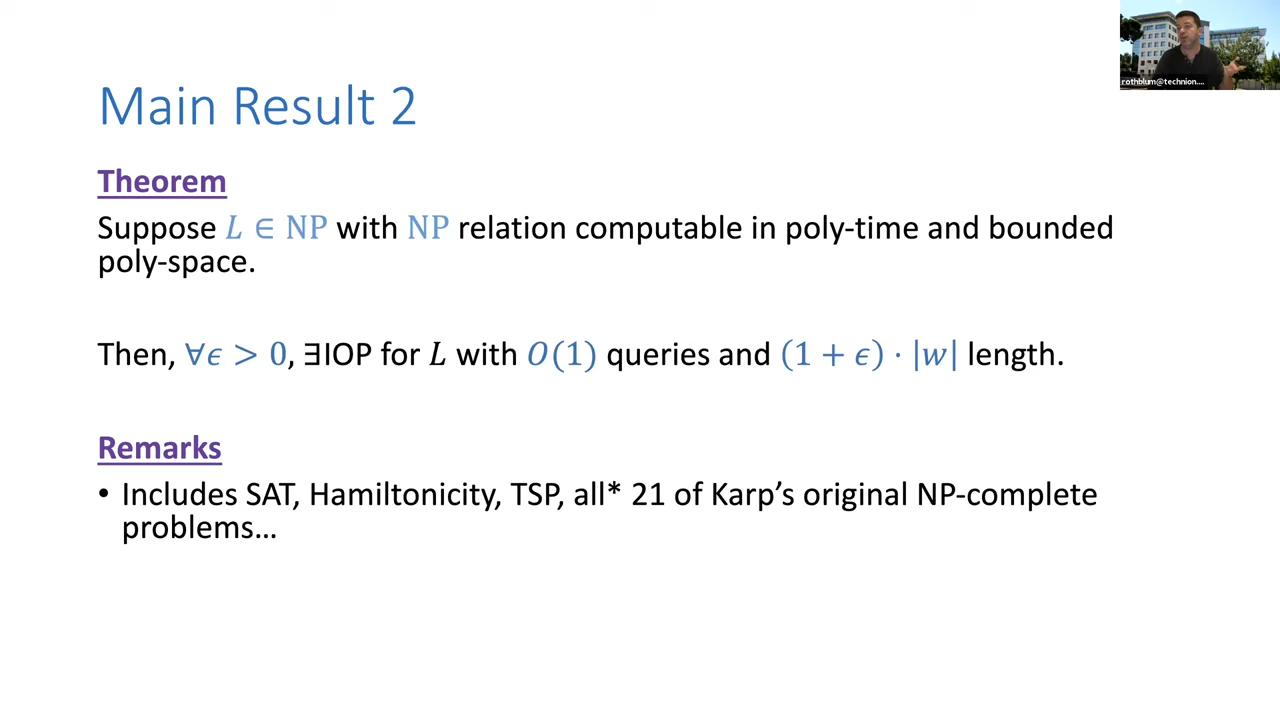 rothblum@technion....
Main Result 2
Theorem
Suppose L ∈ NP with NP relation computable in poly-time and bounded
poly-space.
Then, ∀ϵ > 0, ∃IOP for L with O(1) queries and (1 + ϵ) · |w| length.
Remarks
• Includes SAT, Hamiltonicity, TSP, all* 21 of Karp’s original NP-complete
problems…